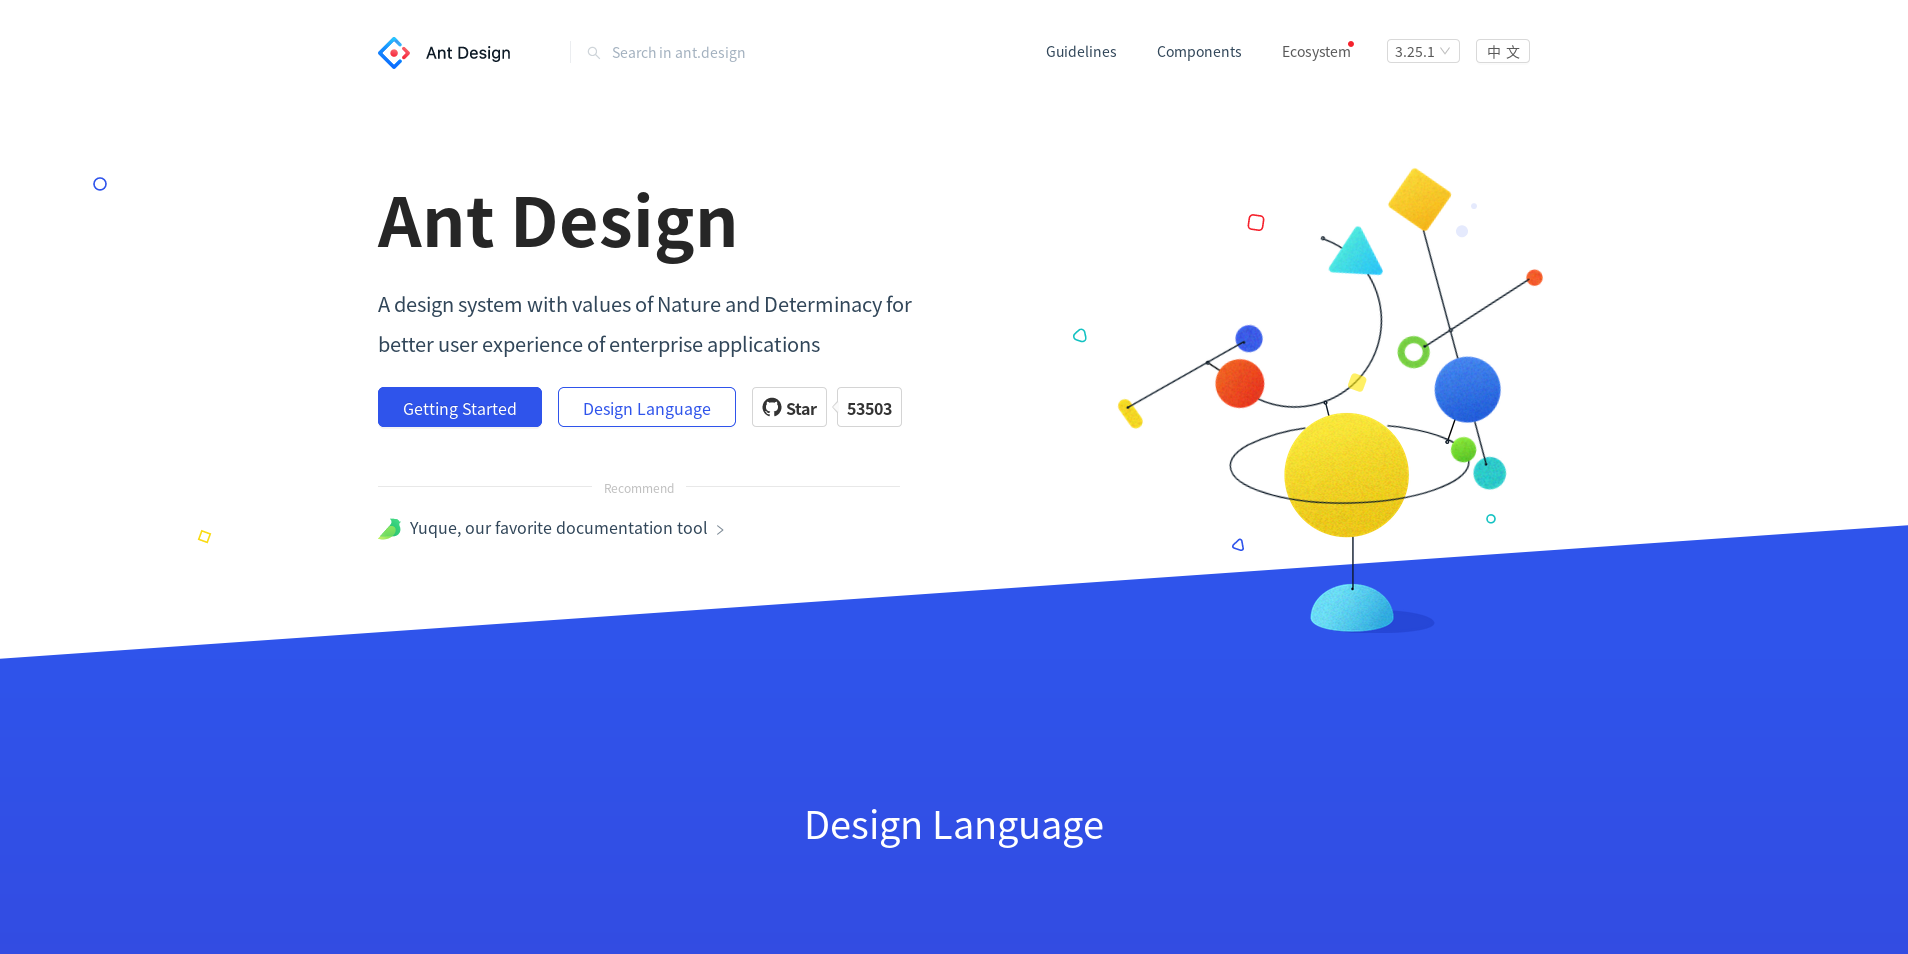 Ant Design
Search in ant.design
Guidelines
Components
Ecosystem
3.25.1
中 文
Ant Design
A design system with values of Nature and Determinacy for
better user experience of enterprise applications
Getting Started
Design Language
Star
53503
Recommend
Yuque, our favorite documentation tool
Design Language